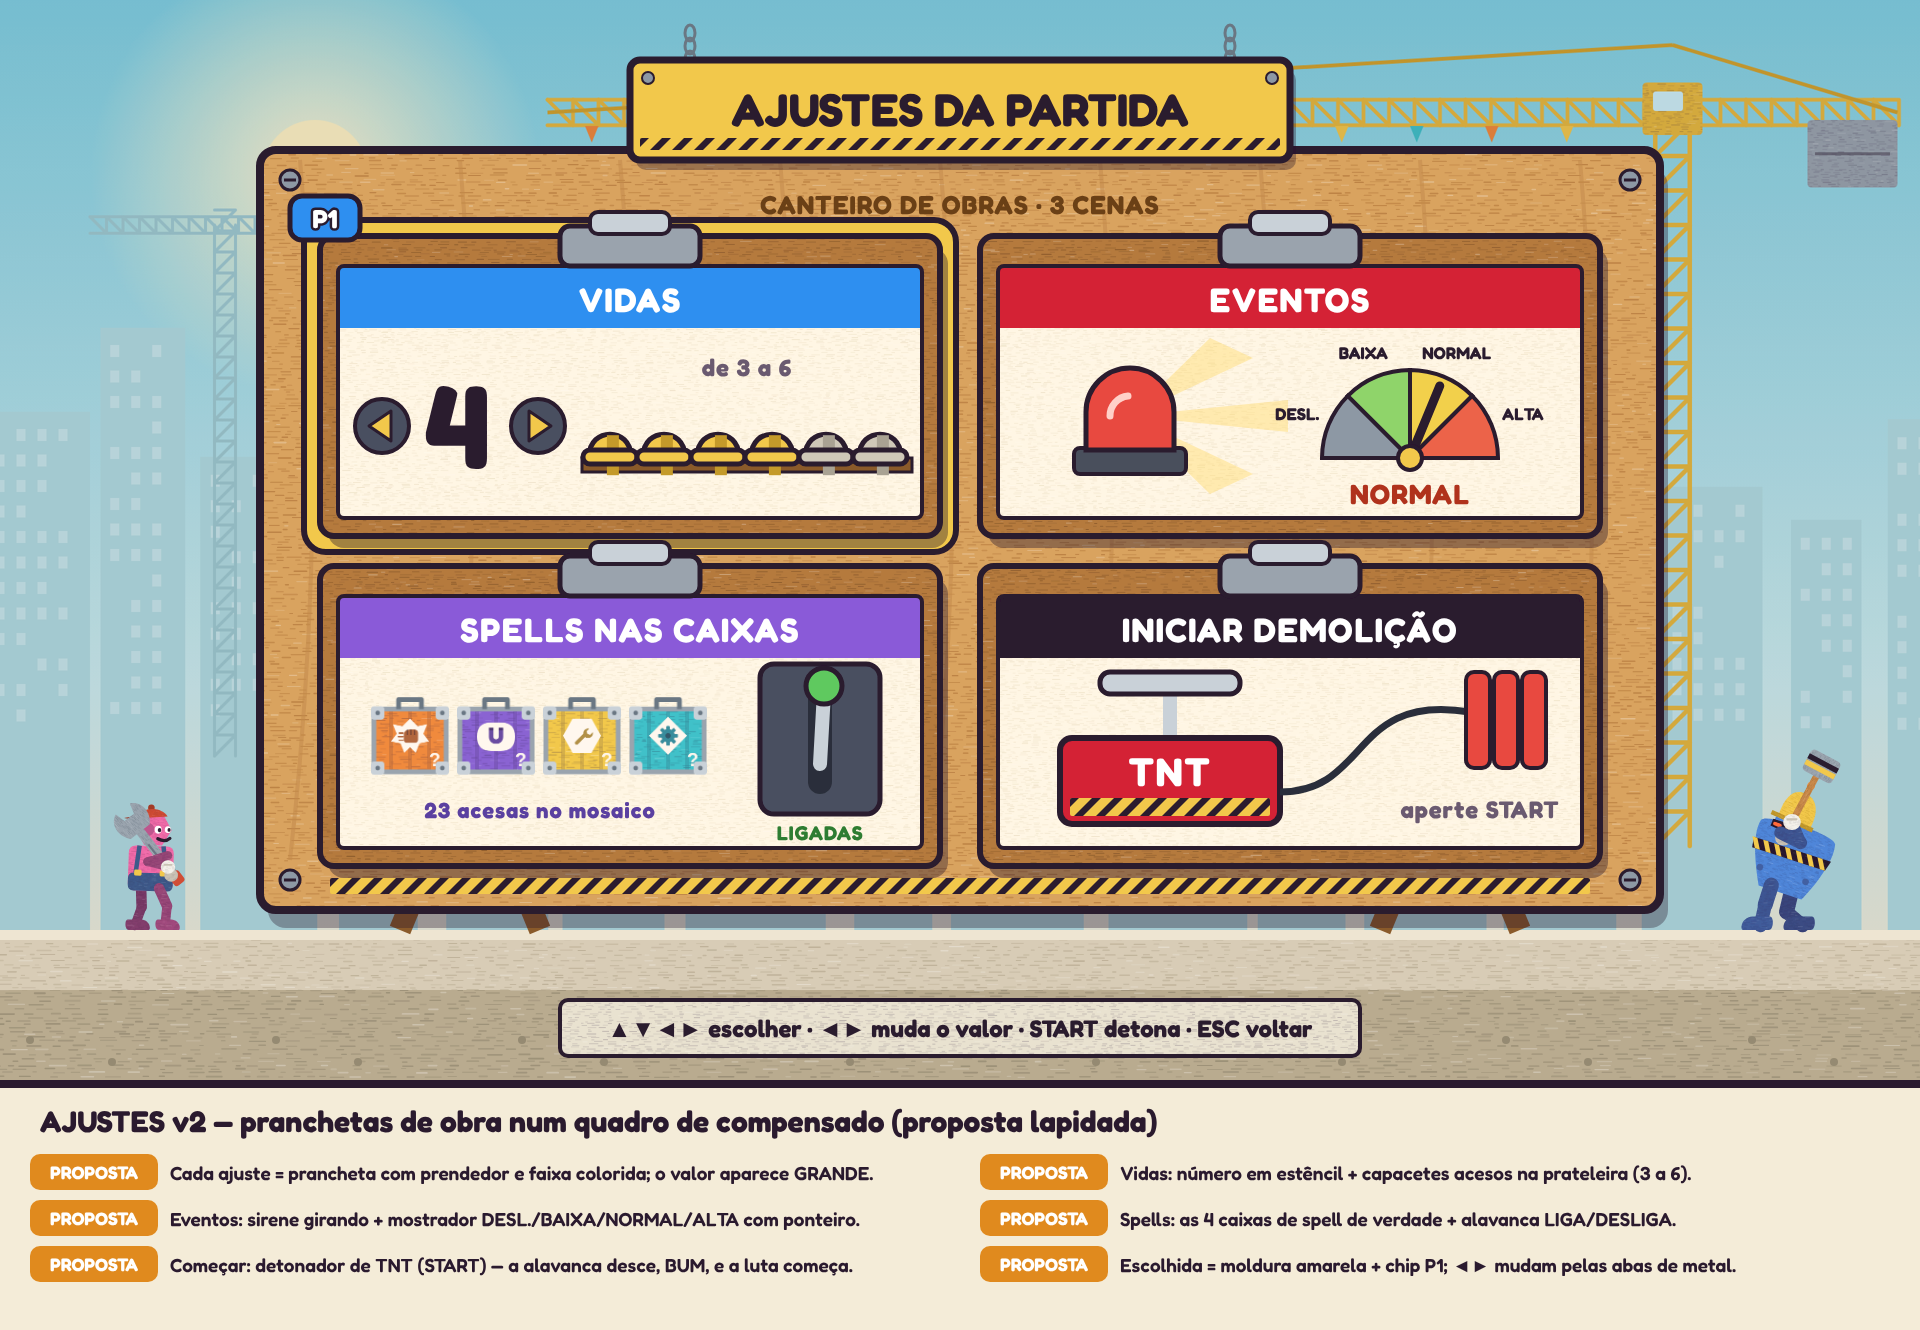 AJUSTES DA PARTIDA
CANTEIRO DE OBRAS · 3 CENAS
P1
VIDAS
de 3 a 6
4
EVENTOS
BAIXA NORMAL
DESL. ALTA
NORMAL
SPELLS NAS CAIXAS
U
? ? ? ?
23 acesas no mosaico
LIGADAS
INICIAR DEMOLIÇÃO
TNT
aperte START
▲ ▼ ◄ ► escolher · ◄ ► muda o valor · START detona · ESC voltar
AJUSTES v2 — pranchetas de obra num quadro de compensado (proposta lapidada)
PROPOSTA Cada ajuste = prancheta com prendedor e faixa colorida; o valor aparece GRANDE.
PROPOSTA Vidas: número em estêncil + capacetes acesos na prateleira (3 a 6).
PROPOSTA Eventos: sirene girando + mostrador DESL./BAIXA/NORMAL/ALTA com ponteiro.
PROPOSTA Spells: as 4 caixas de spell de verdade + alavanca LIGA/DESLIGA.
PROPOSTA Começar: detonador de TNT (START) — a alavanca desce, BUM, e a luta começa.
PROPOSTA Escolhida = moldura amarela + chip P1; ◄ ► mudam pelas abas de metal.